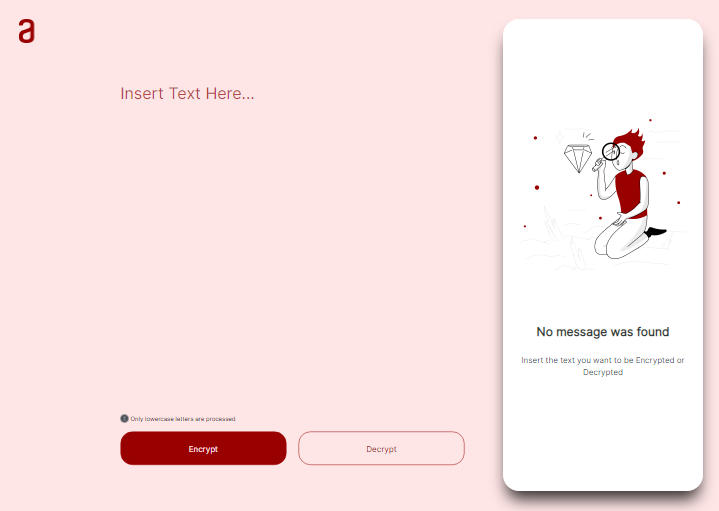 a
Insert Text Here...
No message was found
Insert the text you want to be Encrypted or
Decrypted
Only lowercase letters are processed
Encrypt
Decrypt